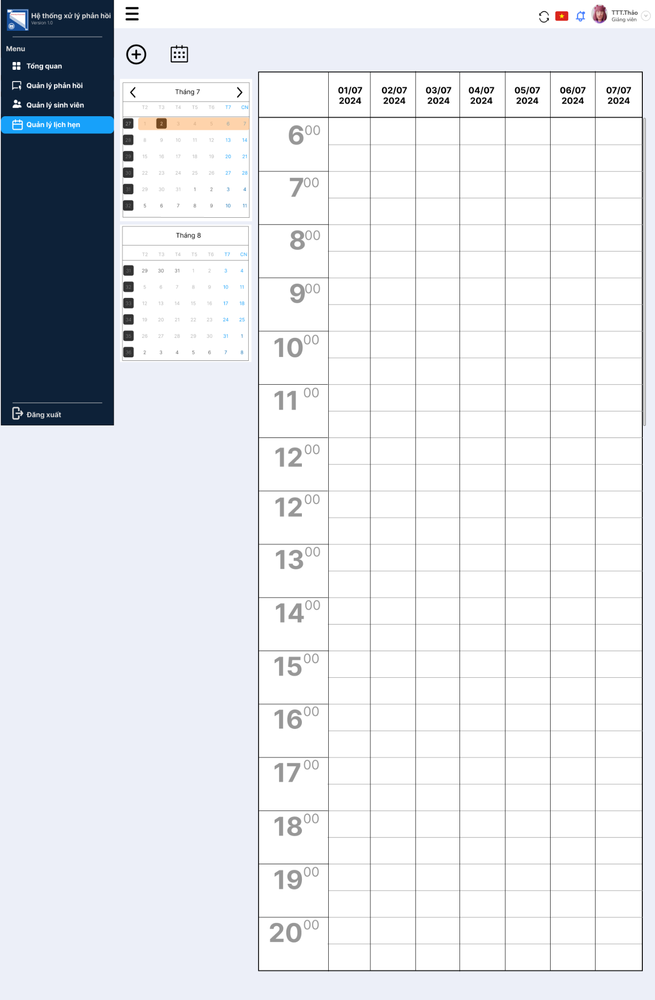 Hệ thống xử lý phản hồi
Version 1.0
Menu
Tổng quan
Quản lý phản hồi
Quản lý sinh viên
Quản lý lịch hẹn
Đăng xuất
TTT.Thảo
Giảng viên
Tháng 7
T2 T3 T4 T5 T6 T7 CN
27 1 2 3 4 5 6 7
28 8 9 10 11 12 13 14
29 15 16 17 18 19 20 21
30 22 23 24 25 26 27 28
31 29 30 31 1 2 3 4
32 5 6 7 8 9 10 11
Tháng 8
T2 T3 T4 T5 T6 T7 CN
31 29 30 31 1 2 3 4
32 5 6 7 8 9 10 11
33 12 13 14 15 16 17 18
34 19 20 21 22 23 24 25
35 26 27 28 29 30 31 1
36 2 3 4 5 6 7 8
01/07 02/07 03/07 04/07 05/07 06/07 07/07
2024 2024 2024 2024 2024 2024 2024
6 00
7 00
8 00
9 00
10 00
11 00
12 00
12 00
13 00
14 00
15 00
16 00
17 00
18 00
19 00
20 00